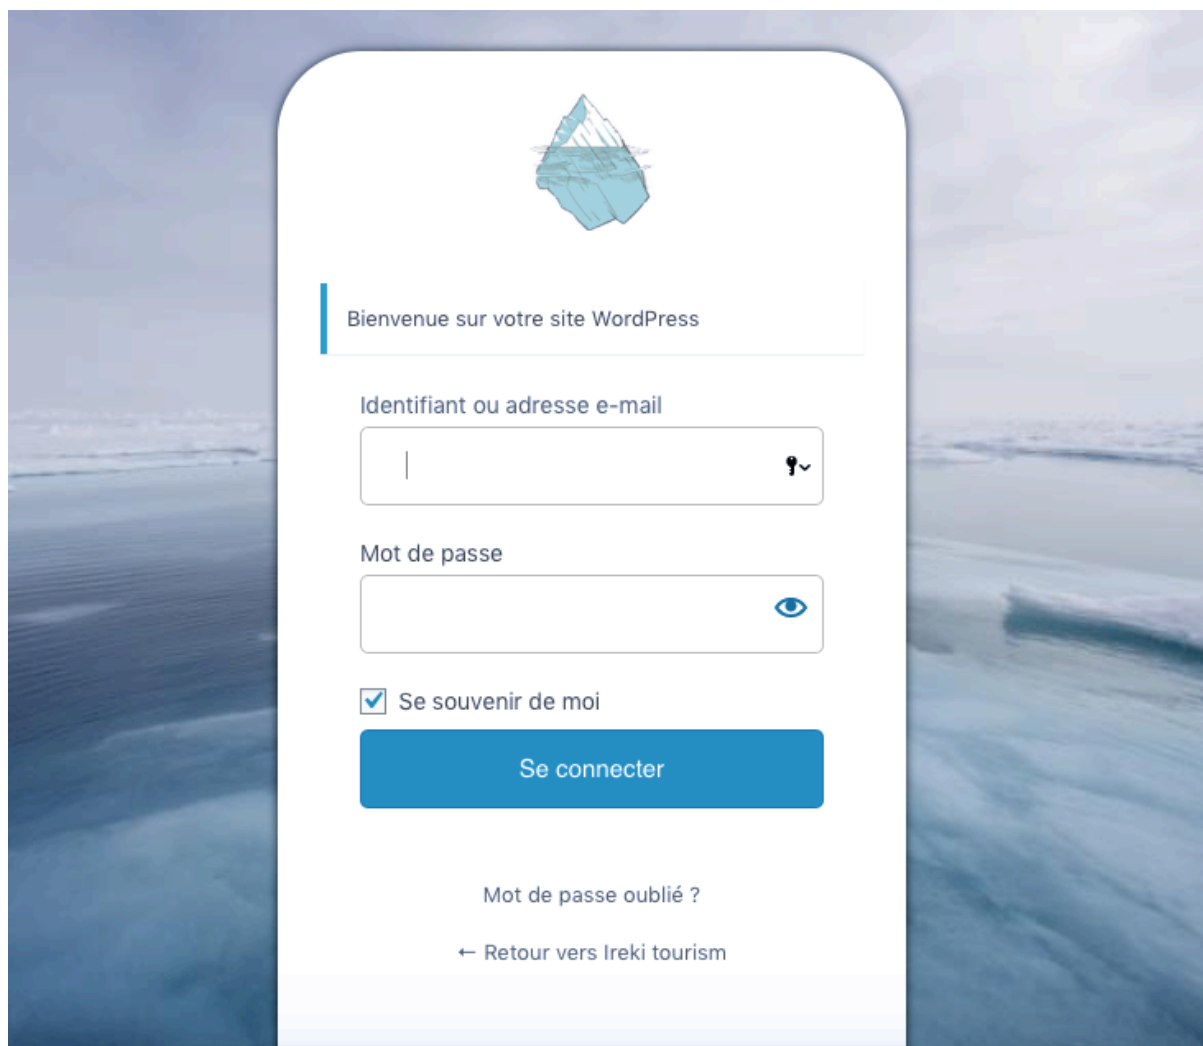 Bienvenue sur votre site WordPress
Identifiant ou adresse e-mail
Mot de passe
Se souvenir de moi
Se connecter
Mot de passe oublié ?
← Retour vers Ireki tourism